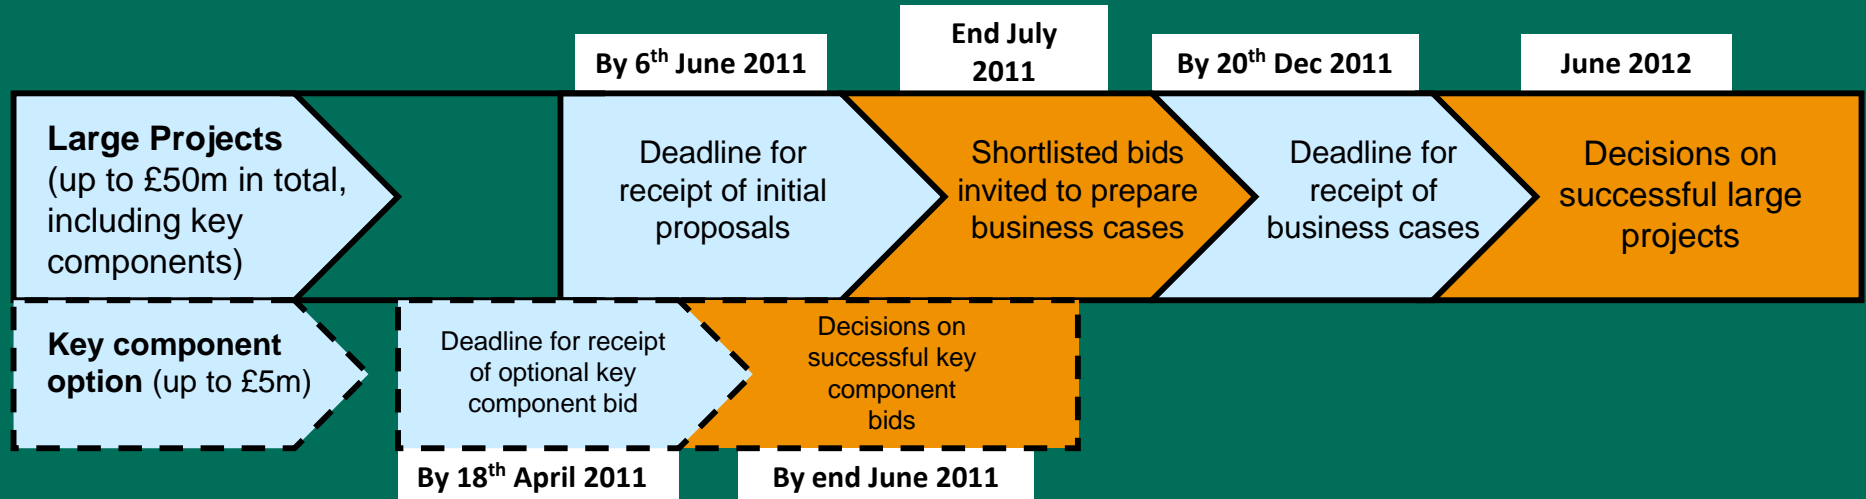 By 6th June 2011
End July
2011
By 20th Dec 2011
June 2012
Large Projects
(up to £50m in total,
including key
components)
Deadline for
receipt of initial
proposals
Shortlisted bids
invited to prepare
business cases
Deadline for
receipt of
business cases
Decisions on
successful large
projects
Key component
option (up to £5m)
Deadline for receipt
of optional key
component bid
Decisions on
successful key
component
bids
By 18th April 2011
By end June 2011